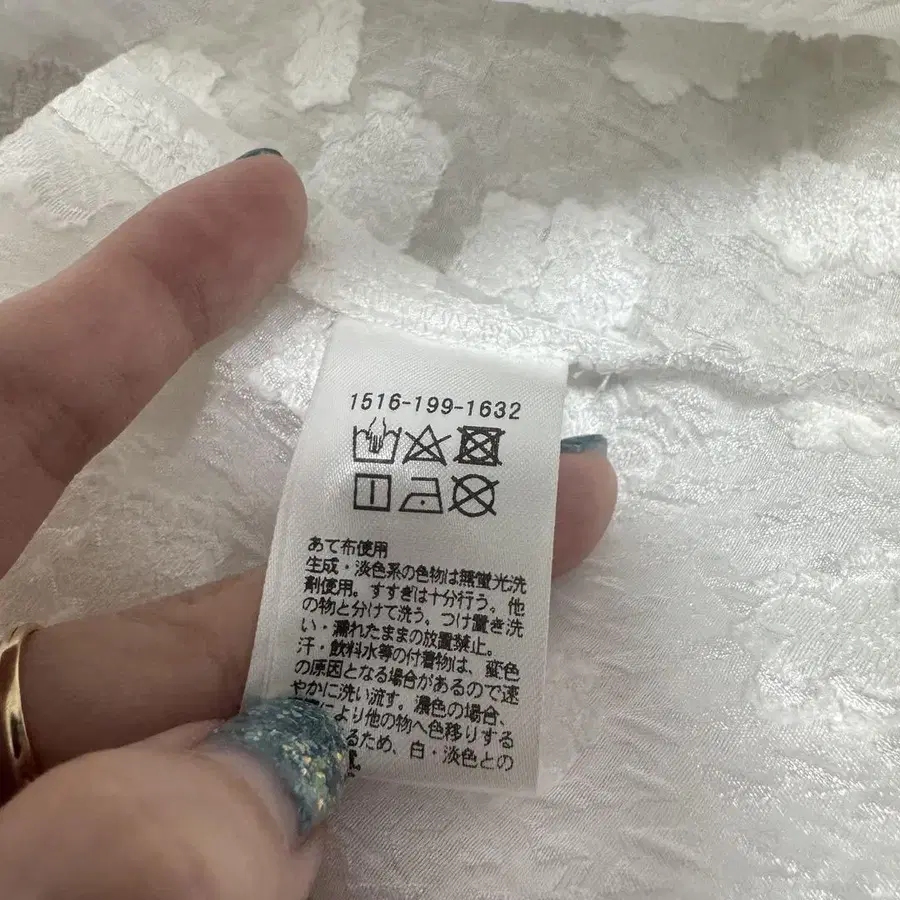 1516-199-1632
あて布使用
生成・淡色系の色物は無蛍光洗
剤使用。すすぎは十分行う。他
の物と分けて洗う。つけ置き洗
い・濡れたままの放置禁止。
汗・飲料水等の付着物は、変色
の原因となる場合があるので速
やかに洗い流す。濃色の場合、
により他の物へ色移りする
るため、白・淡色との